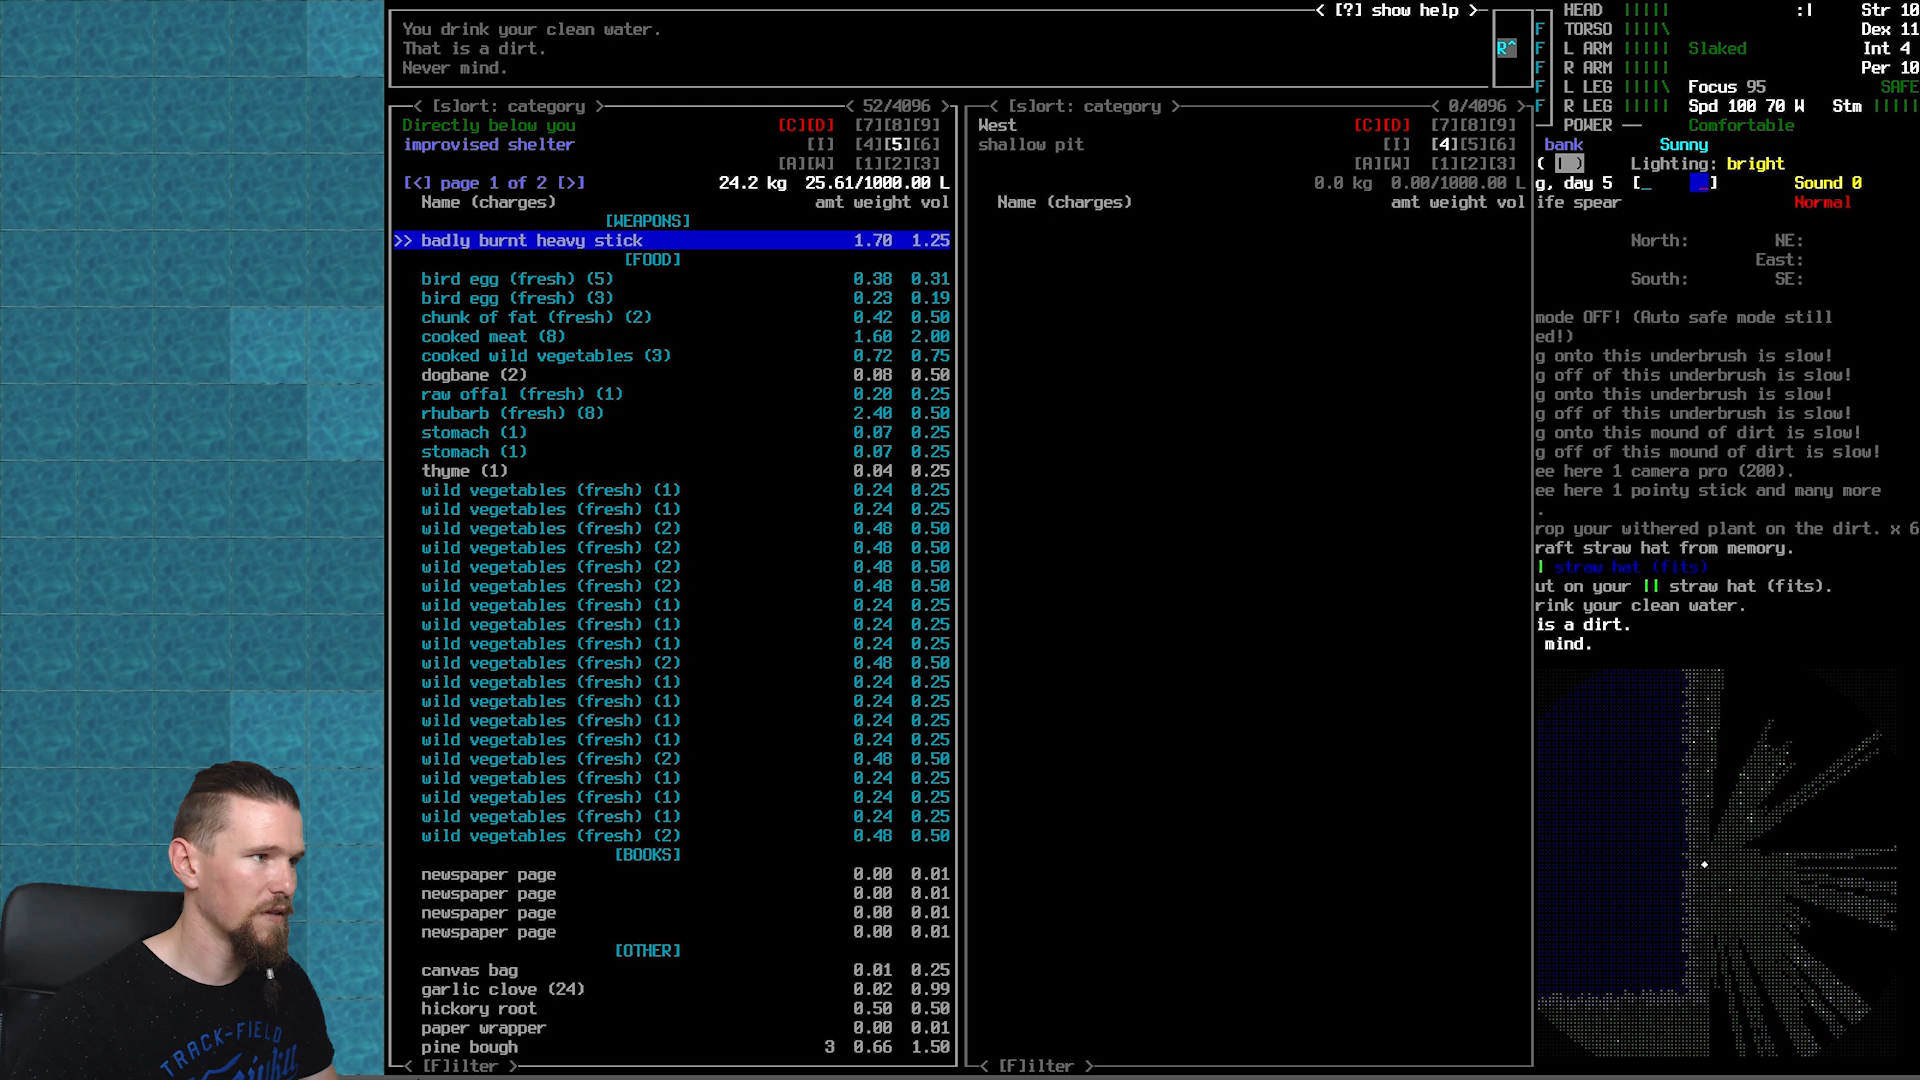 < [?] show help >
You drink your clean water.
That is a dirt.
Never mind.
R^
< [s]ort: category >
< 52/4096 >
Directly below you
[C][D] [7][8][9]
improvised shelter
[I] [4][5][6]
[A][W] [1][2][3]
[<] page 1 of 2 [>]
24.2 kg 25.61/1000.00 L
Name (charges) amt weight vol
[WEAPONS]
>> badly burnt heavy stick 1.70 1.25
[FOOD]
bird egg (fresh) (5) 0.38 0.31
bird egg (fresh) (3) 0.23 0.19
chunk of fat (fresh) (2) 0.42 0.50
cooked meat (8) 1.60 2.00
cooked wild vegetables (3) 0.72 0.75
dogbane (2) 0.08 0.50
raw offal (fresh) (1) 0.20 0.25
rhubarb (fresh) (8) 2.40 0.50
stomach (1) 0.07 0.25
stomach (1) 0.07 0.25
thyme (1) 0.04 0.25
wild vegetables (fresh) (1) 0.24 0.25
wild vegetables (fresh) (1) 0.24 0.25
wild vegetables (fresh) (2) 0.48 0.50
wild vegetables (fresh) (2) 0.48 0.50
wild vegetables (fresh) (2) 0.48 0.50
wild vegetables (fresh) (2) 0.48 0.50
wild vegetables (fresh) (1) 0.24 0.25
wild vegetables (fresh) (1) 0.24 0.25
wild vegetables (fresh) (1) 0.24 0.25
wild vegetables (fresh) (2) 0.48 0.50
wild vegetables (fresh) (1) 0.24 0.25
wild vegetables (fresh) (1) 0.24 0.25
wild vegetables (fresh) (1) 0.24 0.25
wild vegetables (fresh) (1) 0.24 0.25
wild vegetables (fresh) (2) 0.48 0.50
wild vegetables (fresh) (1) 0.24 0.25
wild vegetables (fresh) (1) 0.24 0.25
wild vegetables (fresh) (1) 0.24 0.25
wild vegetables (fresh) (2) 0.48 0.50
[BOOKS]
newspaper page 0.00 0.01
newspaper page 0.00 0.01
newspaper page 0.00 0.01
newspaper page 0.00 0.01
[OTHER]
canvas bag 0.01 0.25
garlic clove (24) 0.02 0.99
hickory root 0.50 0.50
paper wrapper 0.00 0.01
pine bough 3 0.66 1.50
< [F]ilter >
< [s]ort: category >
< 0/4096 >
West
[C][D] [7][8][9]
shallow pit
[I] [4][5][6]
[A][W] [1][2][3]
0.0 kg 0.00/1000.00 L
Name (charges) amt weight vol
< [F]ilter >
HEAD ||||| :| Str 10
F TORSO ||||\ Dex 11
F L ARM ||||| Slaked Int 4
F R ARM ||||| Per 10
F L LEG ||||\ Focus 95 SAFE
F R LEG ||||| Spd 100 70 W Stm |||||
POWER — Comfortable
bank Sunny
( | ) Lighting: bright
g, day 5 [_ _] Sound 0
ife spear Normal
North: NE:
East:
South: SE:
mode OFF! (Auto safe mode still
ed!)
g onto this underbrush is slow!
g off of this underbrush is slow!
g onto this underbrush is slow!
g off of this underbrush is slow!
g onto this mound of dirt is slow!
g off of this mound of dirt is slow!
ee here 1 camera pro (200).
ee here 1 pointy stick and many more
.
rop your withered plant on the dirt. x 6
raft straw hat from memory.
| straw hat (fits)
ut on your || straw hat (fits).
rink your clean water.
is a dirt.
mind.
TRACK-FIELD